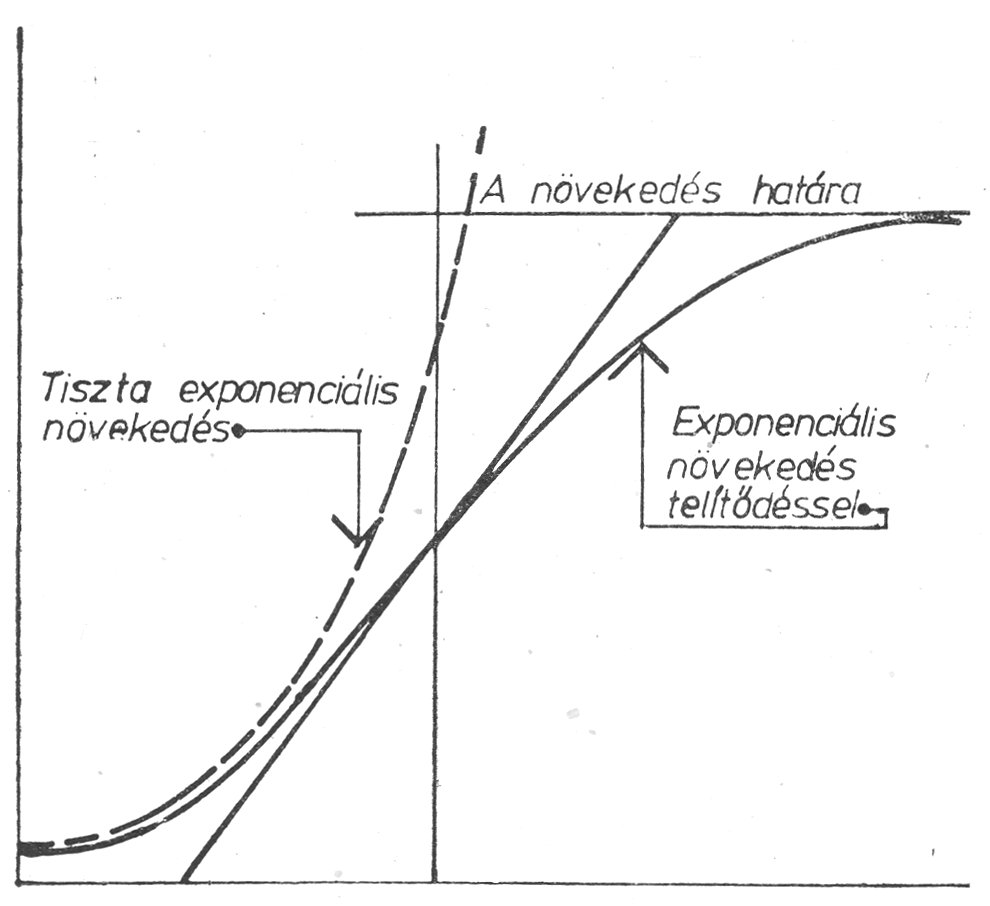 A növekedés határa
Tiszta exponenciális
növekedés
Exponenciális
növekedés
telítődéssel